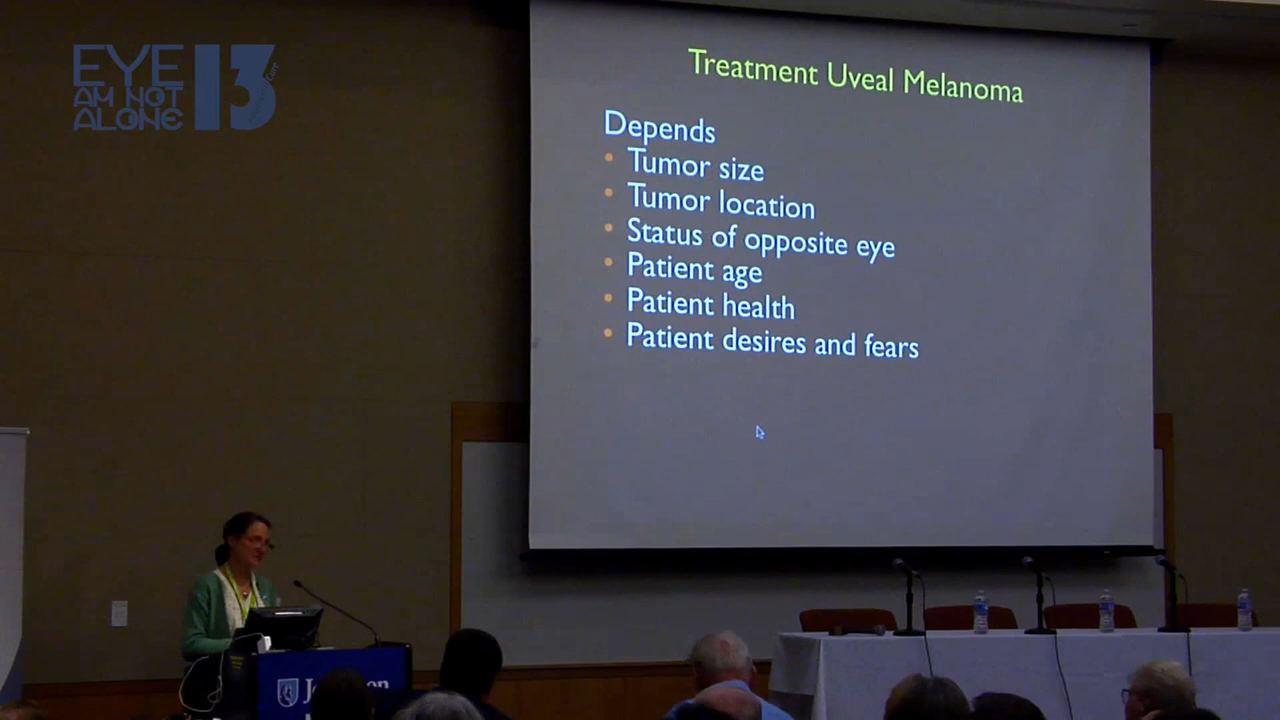 EYE
AM NOT
ALONE
13
Treatment Uveal Melanoma
Depends
• Tumor size
• Tumor location
• Status of opposite eye
• Patient age
• Patient health
• Patient desires and fears